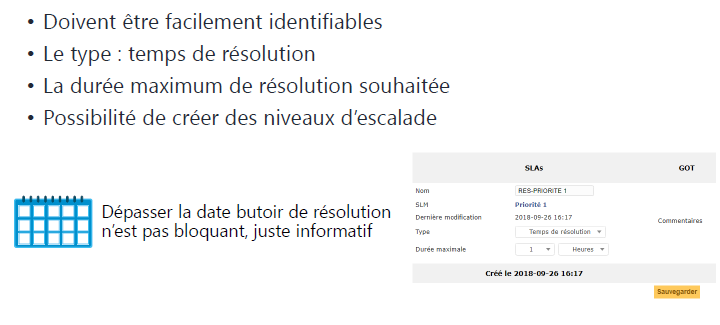 • Doivent être facilement identifiables
• Le type : temps de résolution
• La durée maximum de résolution souhaitée
• Possibilité de créer des niveaux d’escalade
Dépasser la date butoir de résolution
n’est pas bloquant, juste informatif
SLAs GOT
Nom RES-PRIORITE 1
SLM Priorité 1
Dernière modification 2018-09-26 16:17
Commentaires
Type Temps de résolution
Durée maximale 1 Heures
Créé le 2018-09-26 16:17
Sauvegarder